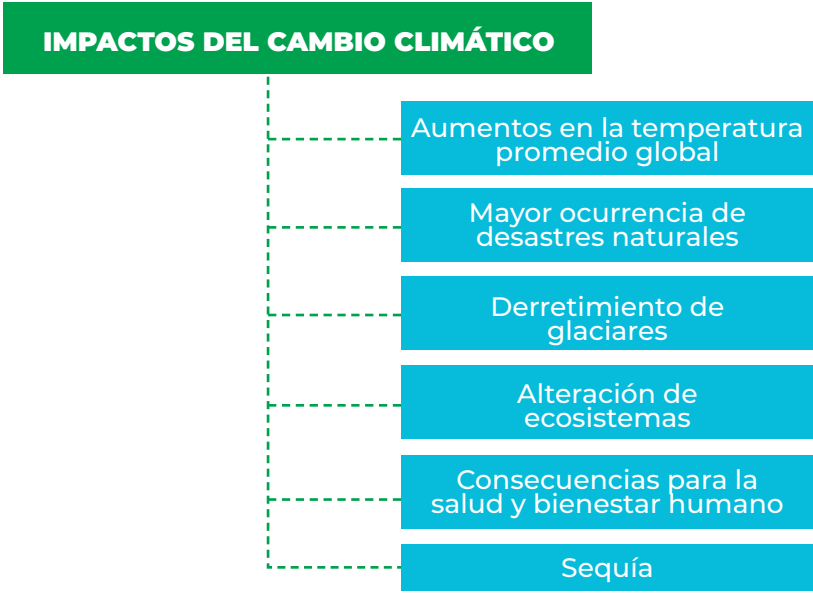 IMPACTOS DEL CAMBIO CLIMÁTICO
Aumentos en la temperatura
promedio global
Mayor ocurrencia de
desastres naturales
Derretimiento de
glaciares
Alteración de
ecosistemas
Consecuencias para la
salud y bienestar humano
Sequía